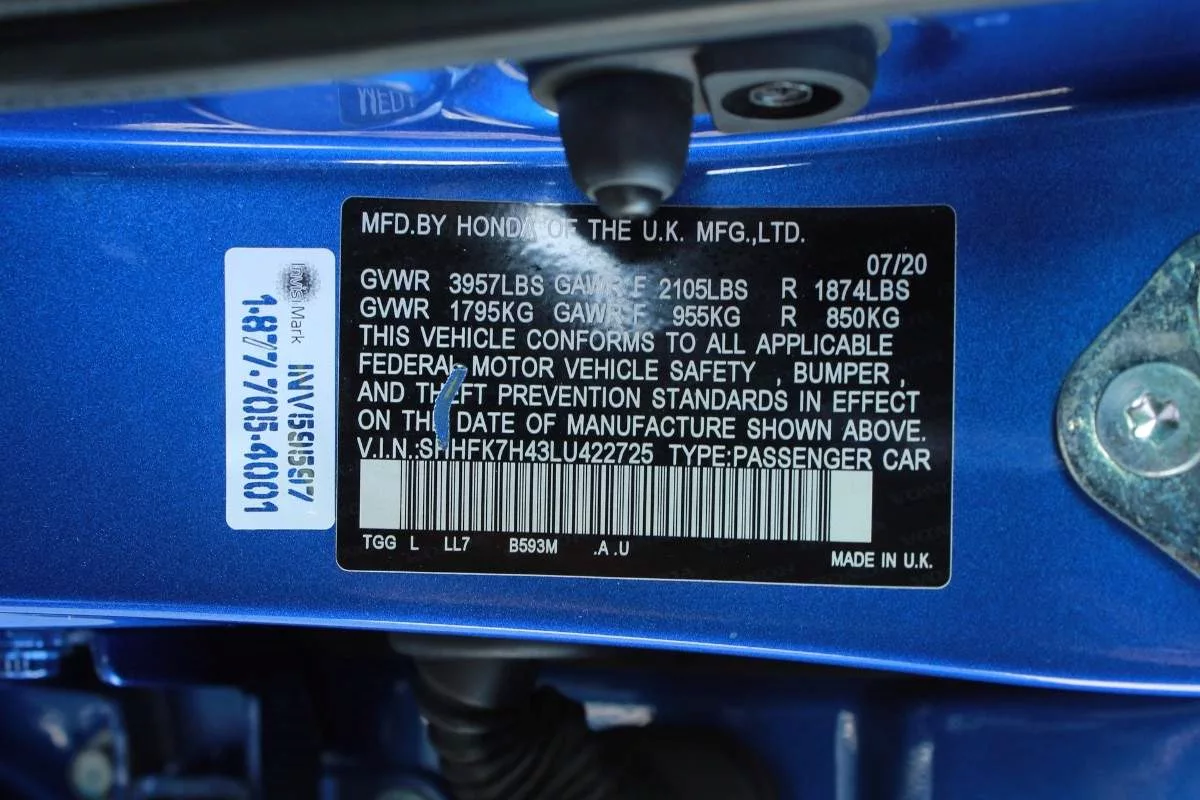 MFD.BY HONDA OF THE U.K. MFG.,LTD.
07/20
GVWR 3957LBS GAWR F 2105LBS R 1874LBS
GVWR 1795KG GAWR F 955KG R 850KG
THIS VEHICLE CONFORMS TO ALL APPLICABLE
FEDERAL MOTOR VEHICLE SAFETY , BUMPER ,
AND THEFT PREVENTION STANDARDS IN EFFECT
ON THE DATE OF MANUFACTURE SHOWN ABOVE.
V.I.N.:SHHFK7H43LU422725 TYPE:PASSENGER CAR
TGG L LL7 B593M .A .U
MADE IN U.K.
Mark
1-877-705-4001